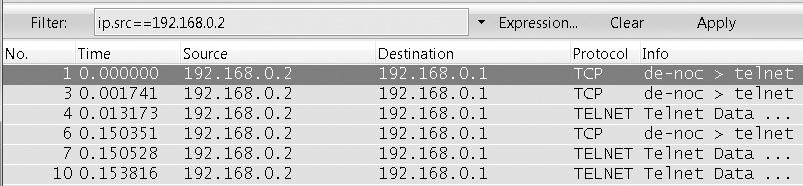 Filter: ip.src==192.168.0.2 Expression... Clear Apply
No. Time Source Destination Protocol Info
1 0.000000 192.168.0.2 192.168.0.1 TCP de-noc > telnet
3 0.001741 192.168.0.2 192.168.0.1 TCP de-noc > telnet
4 0.013173 192.168.0.2 192.168.0.1 TELNET Telnet Data ...
6 0.150351 192.168.0.2 192.168.0.1 TCP de-noc > telnet
7 0.150528 192.168.0.2 192.168.0.1 TELNET Telnet Data ...
10 0.153816 192.168.0.2 192.168.0.1 TELNET Telnet Data ...